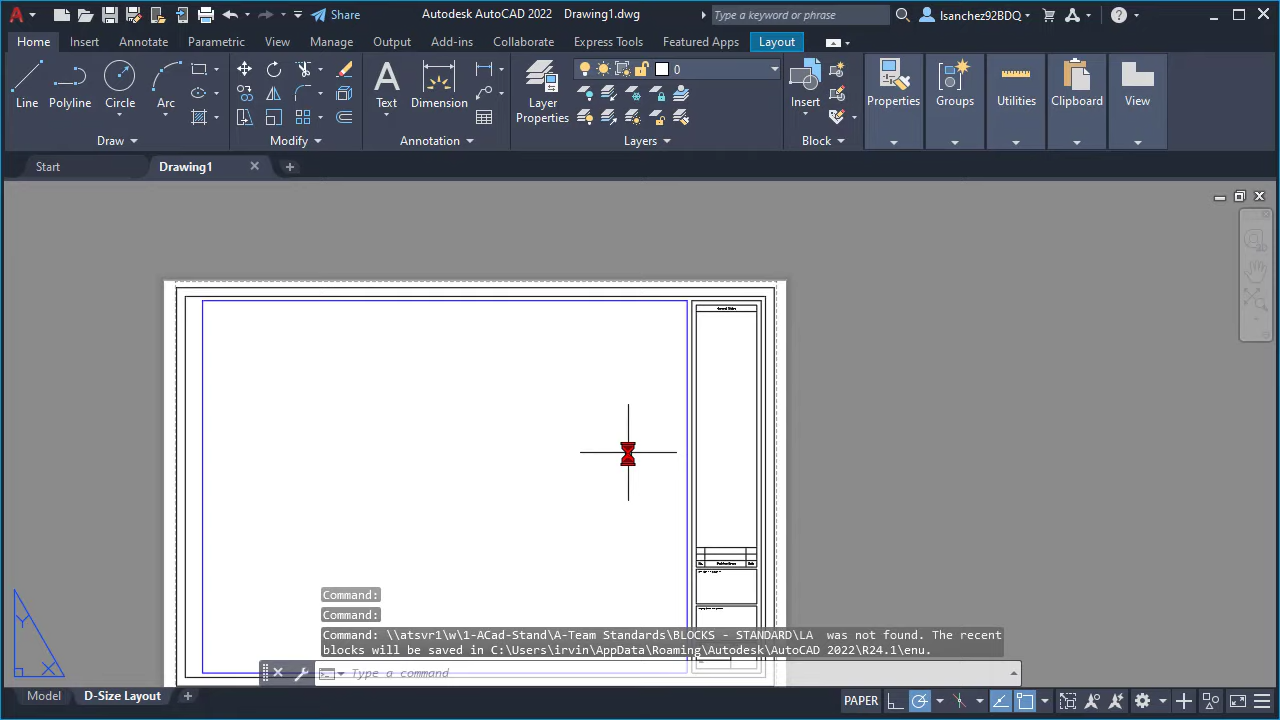 Share
Autodesk AutoCAD 2022 Drawing1.dwg
Type a keyword or phrase
lsanchez92BDQ
Home Insert Annotate Parametric View Manage Output Add-ins Collaborate Express Tools Featured Apps Layout
0
Line Polyline Circle Arc
Text Dimension
Layer
Properties
Insert
Properties Groups Utilities Clipboard View
Draw Modify Annotation Layers Block
Start Drawing1
Command:
Command:
Command: \\atsvr1\w\1-ACad-Stand\A-Team Standards\BLOCKS - STANDARD\LA was not found. The recent
blocks will be saved in C:\Users\irvin\AppData\Roaming\Autodesk\AutoCAD 2022\R24.1\enu.
Type a command
Y
X
Model D-Size Layout
PAPER